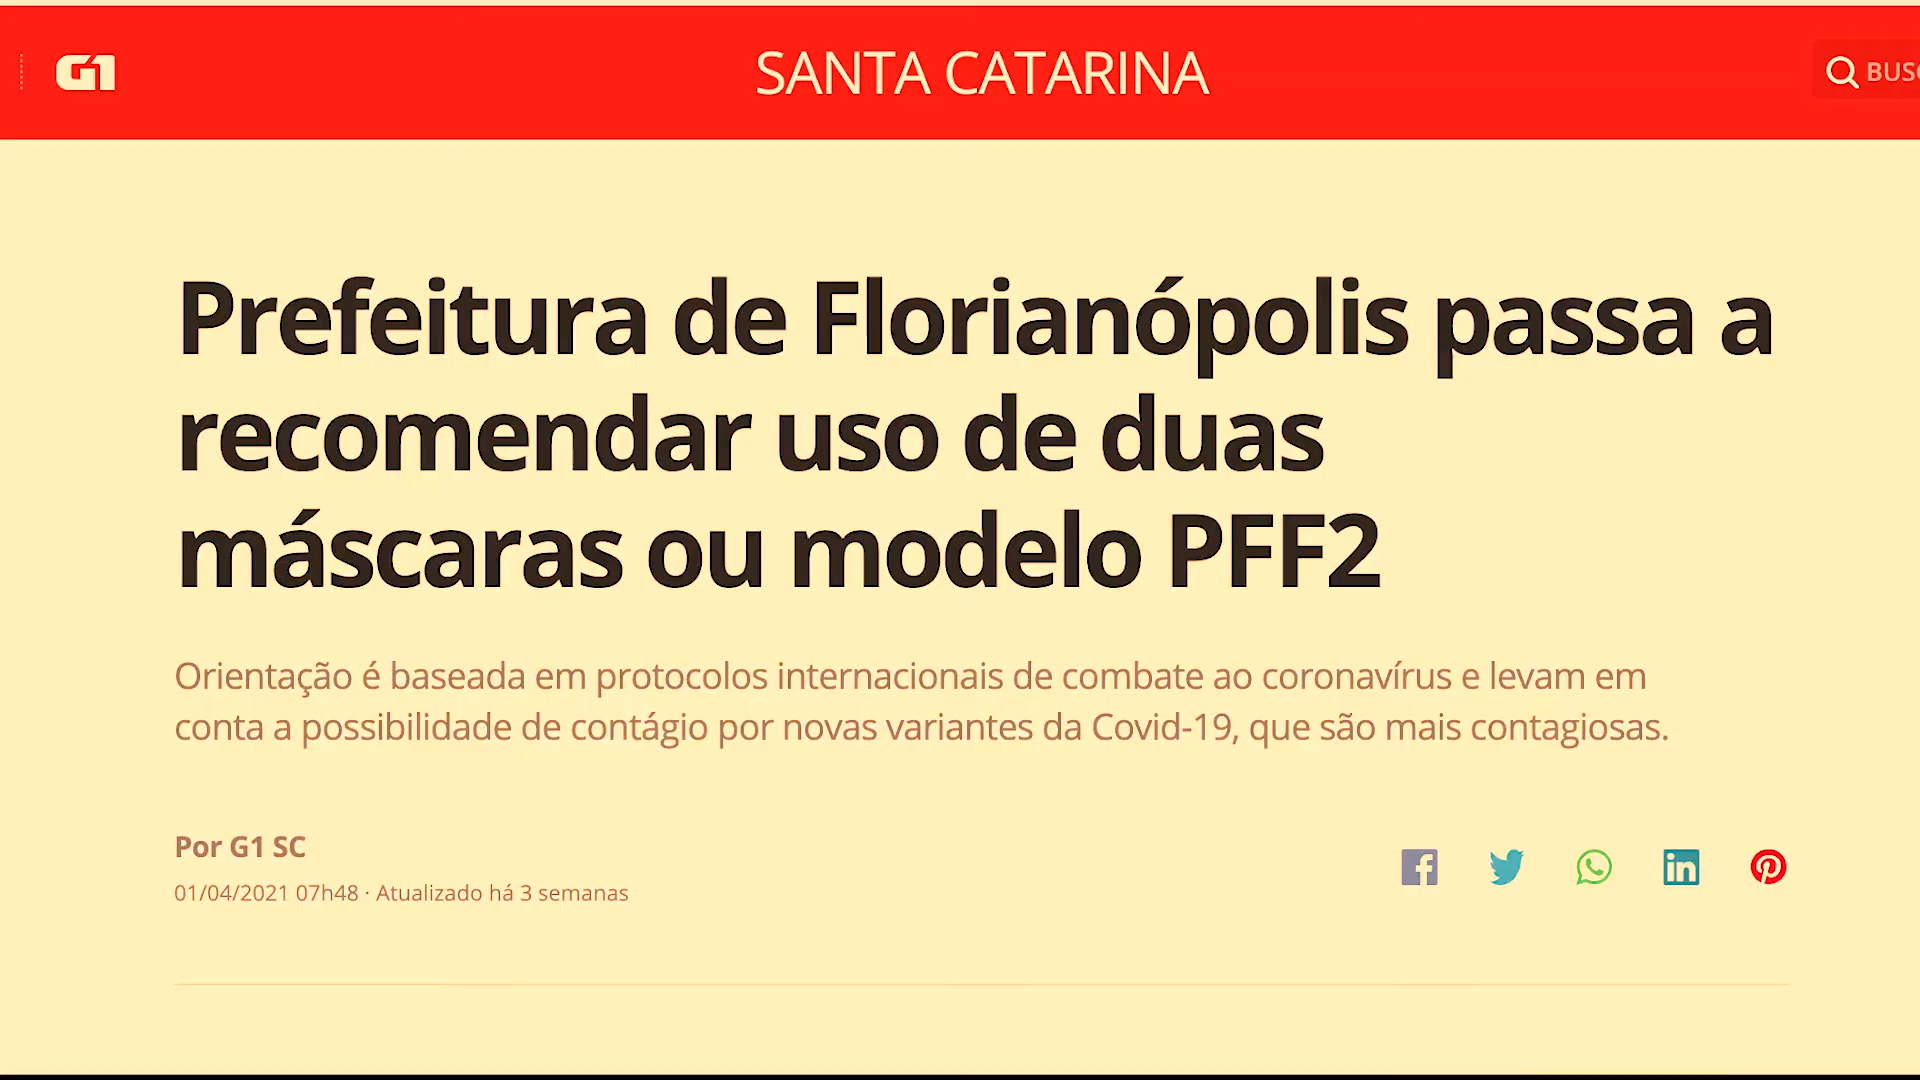 G1
SANTA CATARINA
Prefeitura de Florianópolis passa a
recomendar uso de duas
máscaras ou modelo PFF2
Orientação é baseada em protocolos internacionais de combate ao coronavírus e levam em
conta a possibilidade de contágio por novas variantes da Covid-19, que são mais contagiosas.
Por G1 SC
01/04/2021 07h48 · Atualizado há 3 semanas